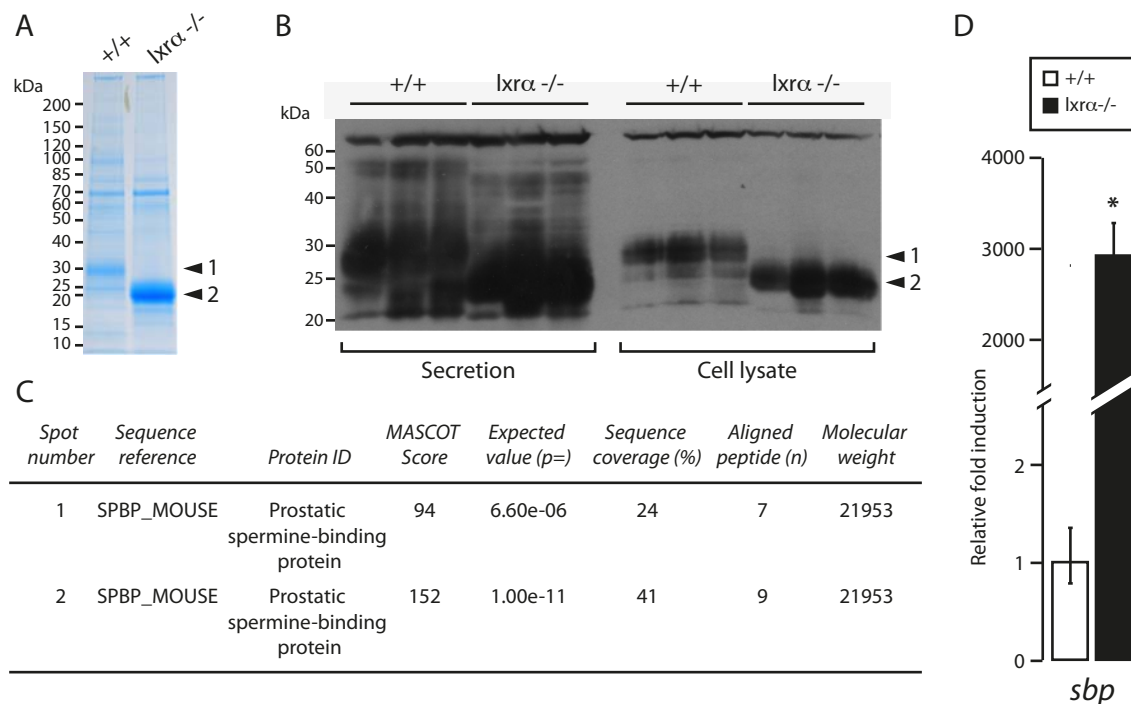 A
+/+ lxrα -/-
kDa
200
150
120
100
85
70
60
50
40
30
25
20
15
10
1
2
B
+/+ lxrα -/- +/+ lxrα -/-
kDa
60
50
40
30
25
20
1
2
Secretion Cell lysate
C
Spot number Sequence reference Protein ID MASCOT Score Expected value (p=) Sequence coverage (%) Aligned peptide (n) Molecular weight
1 SPBP_MOUSE Prostatic 94 6.60e-06 24 7 21953
spermine-binding
protein
2 SPBP_MOUSE Prostatic 152 1.00e-11 41 9 21953
spermine-binding
protein
D
+/+
lxrα-/-
Relative fold induction
4000
3000
2000
2
1
0
*
sbp